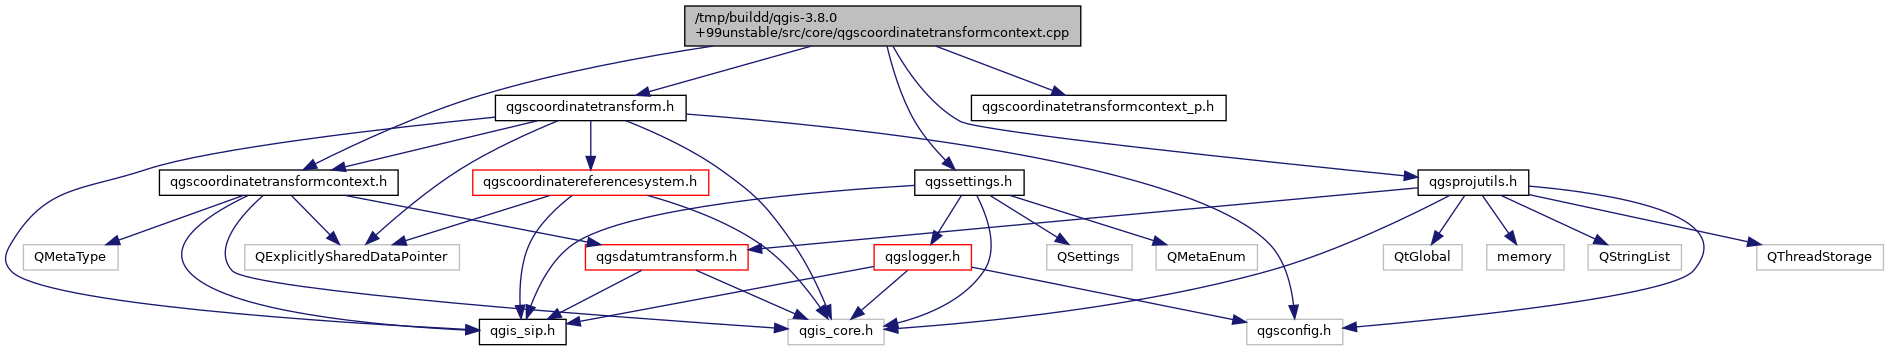 /tmp/buildd/qgis-3.8.0
+99unstable/src/core/qgscoordinatetransformcontext.cpp
qgscoordinatetransform.h
qgscoordinatetransformcontext_p.h
qgscoordinatetransformcontext.h
qgscoordinatereferencesystem.h
qgssettings.h
qgsprojutils.h
QMetaType
QExplicitlySharedDataPointer
qgsdatumtransform.h
qgslogger.h
QSettings
QMetaEnum
QtGlobal
memory
QStringList
QThreadStorage
qgis_sip.h
qgis_core.h
qgsconfig.h